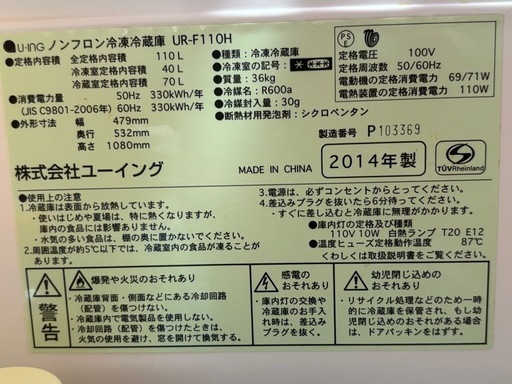 U-ING ノンフロン冷凍冷蔵庫 UR-F110H
●定格内容積 全定格内容積 110L
冷凍室定格内容積 40L
冷蔵室定格内容積 70L
●消費電力量 50Hz 330kWh/年
(JIS C9801-2006年) 60Hz 330kWh/年
●外形寸法 幅 479mm
奥行 532mm
高さ 1080mm
●種類：冷凍冷蔵庫
●冷凍室の記号：
●質量：36kg
●冷媒：R600a
●冷媒封入量：30g
●断熱材用発泡剤：シクロペンタン
PSE
定格電圧 100V
定格周波数 50/60Hz
電動機の定格消費電力 69/71W
電熱装置の定格消費電力 110W
製造番号 P103369
株式会社ユーイング
MADE IN CHINA
2014年製
TÜVRheinland
●使用上の注意
1.冷蔵庫は表面から放熱しています。
・使いはじめや夏場は、特に熱くなりますが、
庫内の食品には影響ありません。
・水気の多い食品は、棚の奥に置かないでください。
2.周囲温度が約5℃以下では、冷蔵室内の食品が凍ることが
あります。
3.電源は、必ずコンセントからとってください。
4.差込みプラグを抜いたら6分待ってください。
・すぐに差し込むと冷蔵庫に無理がかかります。
●庫内灯の定格及び種類
110V 10W 白熱ランプ T20 E12
●温度ヒューズ定格動作温度 87℃
くわしくは取扱説明書をご覧ください。
警告
爆発や火災のおそれあり
●冷蔵庫背面・側面などにある冷却回路
（配管）を傷つけない。
●冷蔵庫内で電気製品を使用しない。
●冷却回路（配管）を傷つけたときは、
火気の使用を避け、窓を開けて換気する。
感電の
おそれあり
●庫内灯の交換や
冷蔵庫のお手入
れ時は、差込み
プラグを抜く。
幼児閉じ込めの
おそれあり
●リサイクル処理などのため
に冷蔵庫を保管され、もし幼
児閉じ込めのおそれがある場
合は、ドアパッキンをはずす。